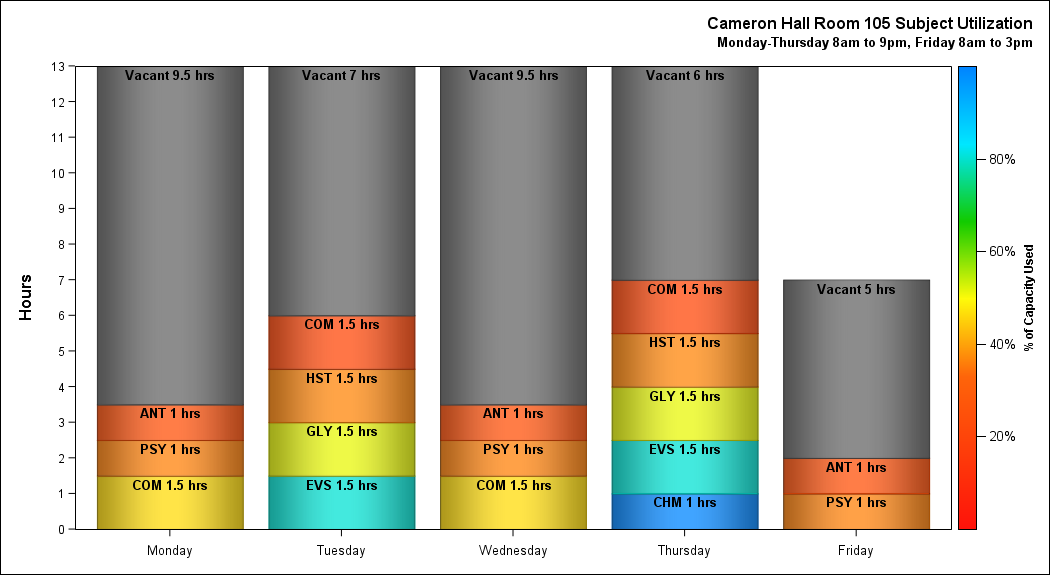 Cameron Hall Room 105 Subject Utilization
Monday-Thursday 8am to 9pm, Friday 8am to 3pm
Hours
13
12
11
10
9
8
7
6
5
4
3
2
1
0
Vacant 9.5 hrs
ANT 1 hrs
PSY 1 hrs
COM 1.5 hrs
Monday
Vacant 7 hrs
COM 1.5 hrs
HST 1.5 hrs
GLY 1.5 hrs
EVS 1.5 hrs
Tuesday
Vacant 9.5 hrs
ANT 1 hrs
PSY 1 hrs
COM 1.5 hrs
Wednesday
Vacant 6 hrs
COM 1.5 hrs
HST 1.5 hrs
GLY 1.5 hrs
EVS 1.5 hrs
CHM 1 hrs
Thursday
Vacant 5 hrs
ANT 1 hrs
PSY 1 hrs
Friday
80%
60%
40%
20%
% of Capacity Used